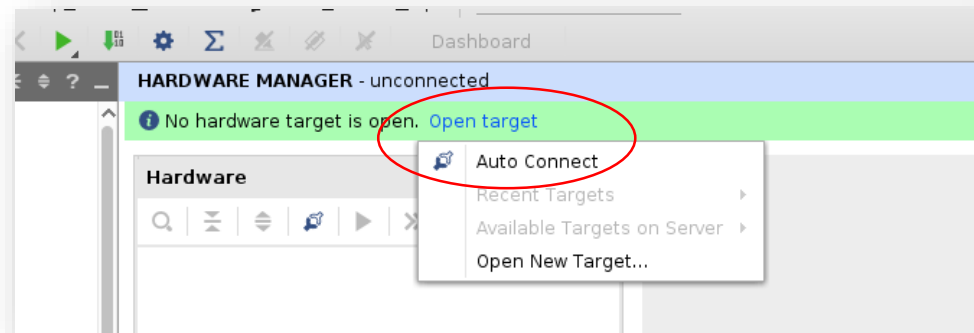 Dashboard
?
HARDWARE MANAGER - unconnected
No hardware target is open. Open target
Auto Connect
Hardware
Recent Targets
Available Targets on Server
Open New Target...